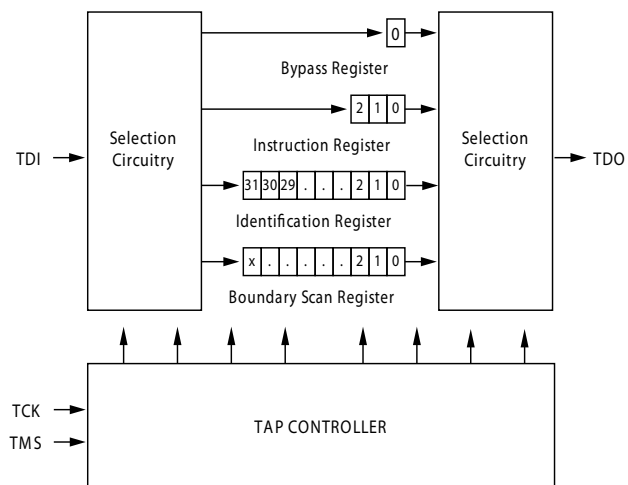 0
Bypass Register
2 1 0
Selection
Circuitry
Selection
Circuitry
TDI
TDO
Instruction Register
31 30 29 . . . 2 1 0
Identification Register
x . . . . . 2 1 0
Boundary Scan Register
TCK
TMS
TAP CONTROLLER